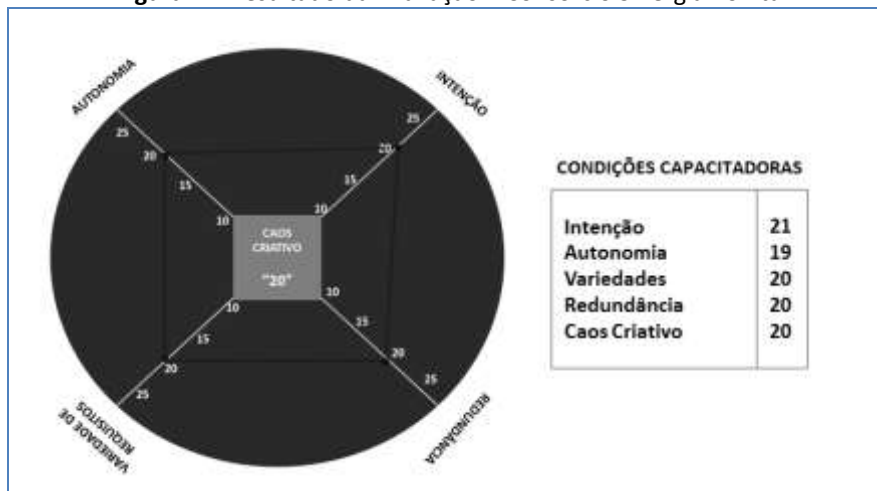 AUTONOMIA
INTENÇÃO
25
25
20
20
15
15
10
10
CAOS
CRIATIVO
"20"
10
10
15
15
20
20
25
25
VARIEDADE DE
REQUISITOS
REDUNDÂNCIA
CONDIÇÕES CAPACITADORAS
Intenção 21
Autonomia 19
Variedades 20
Redundância 20
Caos Criativo 20